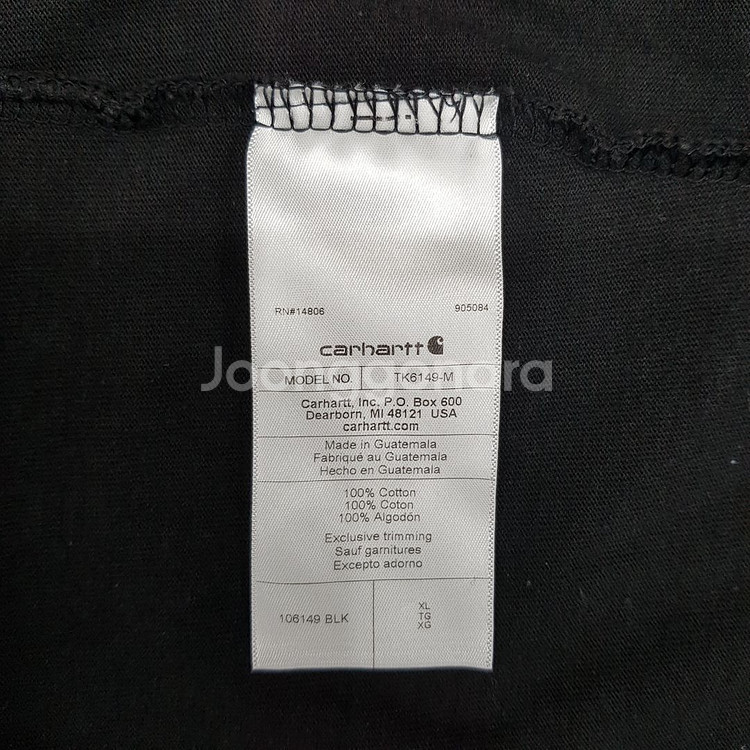 RN#14806 905084
carhartt
Joonggonara
MODEL NO. TK6149-M
Carhartt, Inc. P.O. Box 600
Dearborn, MI 48121 USA
carhartt.com
Made in Guatemala
Fabriqué au Guatemala
Hecho en Guatemala
100% Cotton
100% Coton
100% Algodón
Exclusive trimming
Sauf garnitures
Excepto adorno
106149 BLK
XL
TG
XG